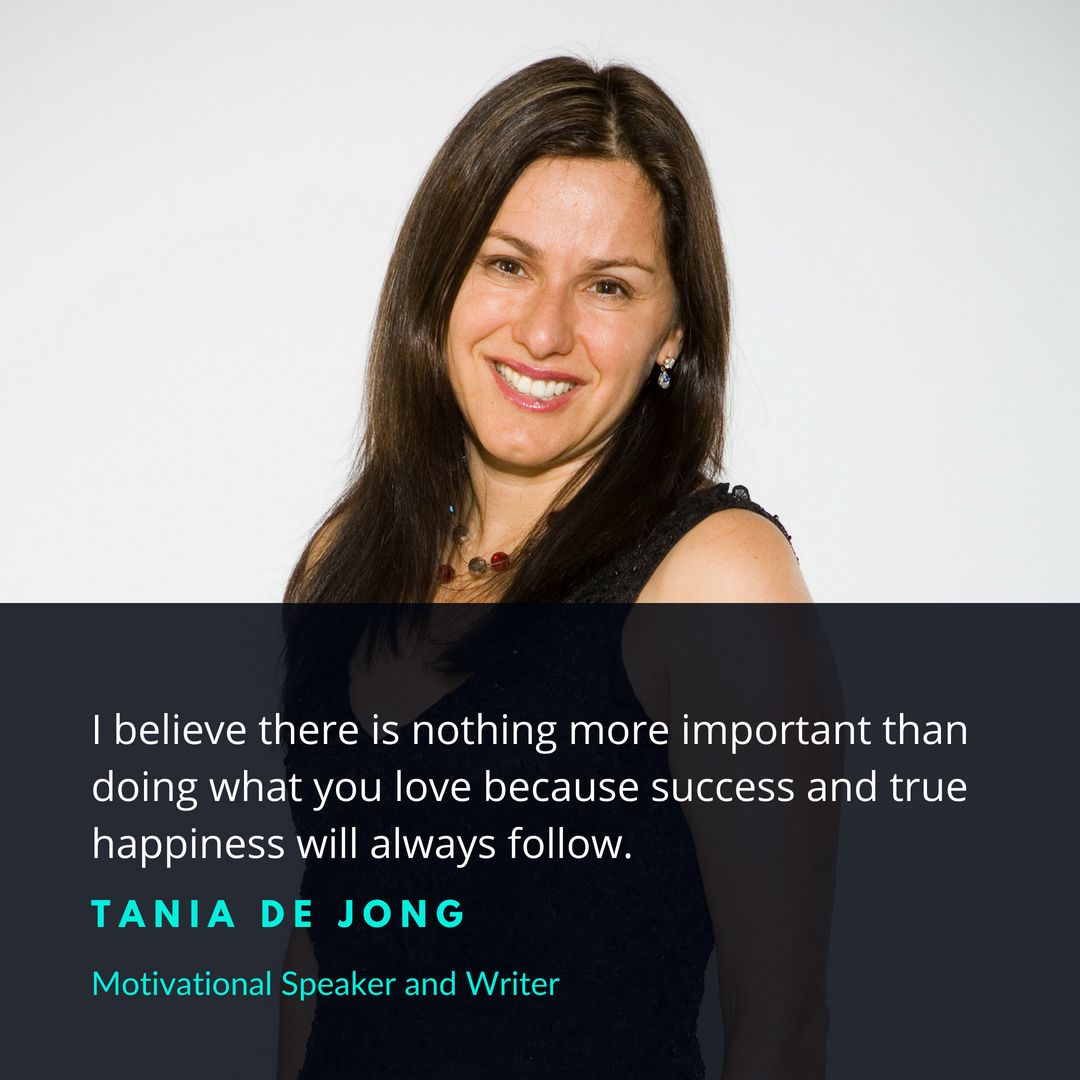 I believe there is nothing more important than
doing what you love because success and true
happiness will always follow.
TANIA DE JONG
Motivational Speaker and Writer